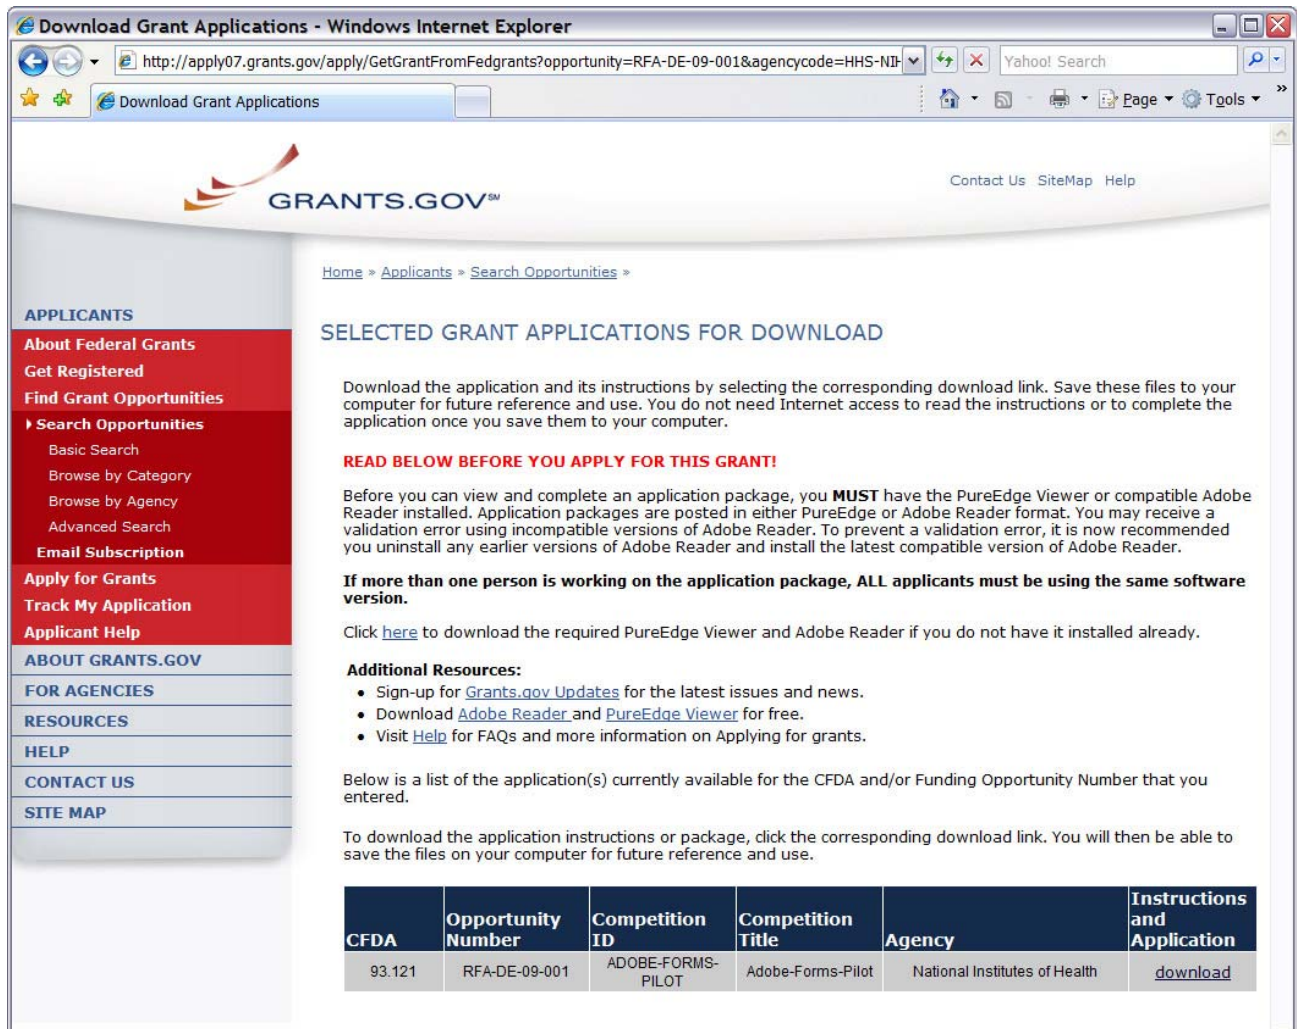 Download Grant Applications - Windows Internet Explorer
http://apply07.grants.gov/apply/GetGrantFromFedgrants?opportunity=RFA-DE-09-001&agencycode=HHS-NIH
Yahoo! Search
Download Grant Applications
Page
Tools
»
GRANTS.GOV℠
Contact Us SiteMap Help
Home » Applicants » Search Opportunities »
APPLICANTS
About Federal Grants
Get Registered
Find Grant Opportunities
Search Opportunities
Basic Search
Browse by Category
Browse by Agency
Advanced Search
Email Subscription
Apply for Grants
Track My Application
Applicant Help
ABOUT GRANTS.GOV
FOR AGENCIES
RESOURCES
HELP
CONTACT US
SITE MAP
SELECTED GRANT APPLICATIONS FOR DOWNLOAD
Download the application and its instructions by selecting the corresponding download link. Save these files to your
computer for future reference and use. You do not need Internet access to read the instructions or to complete the
application once you save them to your computer.
READ BELOW BEFORE YOU APPLY FOR THIS GRANT!
Before you can view and complete an application package, you MUST have the PureEdge Viewer or compatible Adobe
Reader installed. Application packages are posted in either PureEdge or Adobe Reader format. You may receive a
validation error using incompatible versions of Adobe Reader. To prevent a validation error, it is now recommended
you uninstall any earlier versions of Adobe Reader and install the latest compatible version of Adobe Reader.
If more than one person is working on the application package, ALL applicants must be using the same software
version.
Click here to download the required PureEdge Viewer and Adobe Reader if you do not have it installed already.
Additional Resources:
• Sign-up for Grants.gov Updates for the latest issues and news.
• Download Adobe Reader and PureEdge Viewer for free.
• Visit Help for FAQs and more information on Applying for grants.
Below is a list of the application(s) currently available for the CFDA and/or Funding Opportunity Number that you
entered.
To download the application instructions or package, click the corresponding download link. You will then be able to
save the files on your computer for future reference and use.
CFDA Opportunity Number Competition ID Competition Title Agency Instructions and Application
93.121 RFA-DE-09-001 ADOBE-FORMS-PILOT Adobe-Forms-Pilot National Institutes of Health download